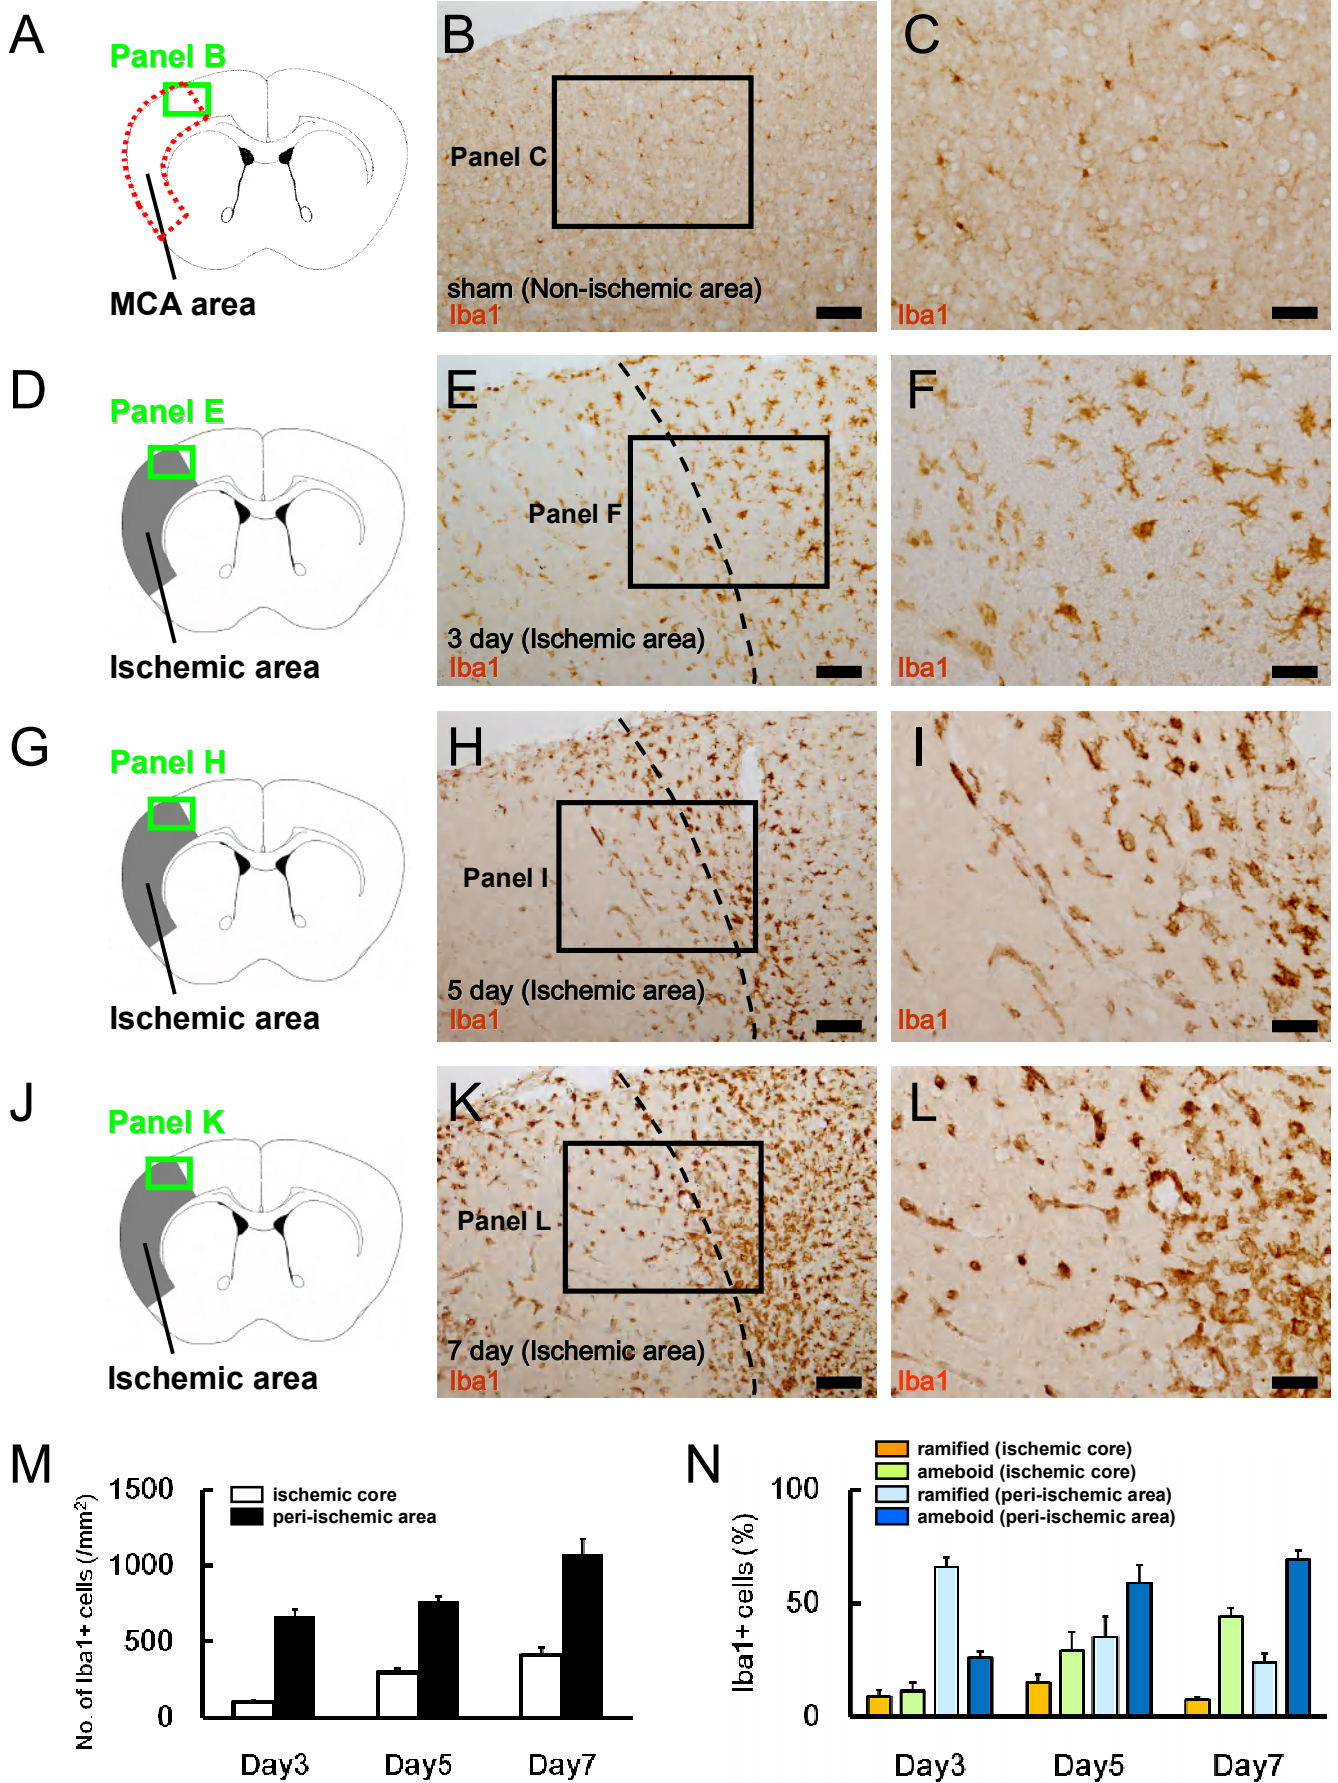 A
Panel B
MCA area
B
Panel C
sham (Non-ischemic area)
Iba1
C
Iba1
D
Panel E
Ischemic area
E
Panel F
3 day (Ischemic area)
Iba1
F
Iba1
G
Panel H
Ischemic area
H
Panel I
5 day (Ischemic area)
Iba1
I
Iba1
J
Panel K
Ischemic area
K
Panel L
7 day (Ischemic area)
Iba1
L
Iba1
M
No. of Iba1+ cells (/mm²)
1500
1000
500
0
ischemic core
peri-ischemic area
Day3 Day5 Day7
N
Iba1+ cells (%)
100
50
0
ramified (ischemic core)
ameboid (ischemic core)
ramified (peri-ischemic area)
ameboid (peri-ischemic area)
Day3 Day5 Day7